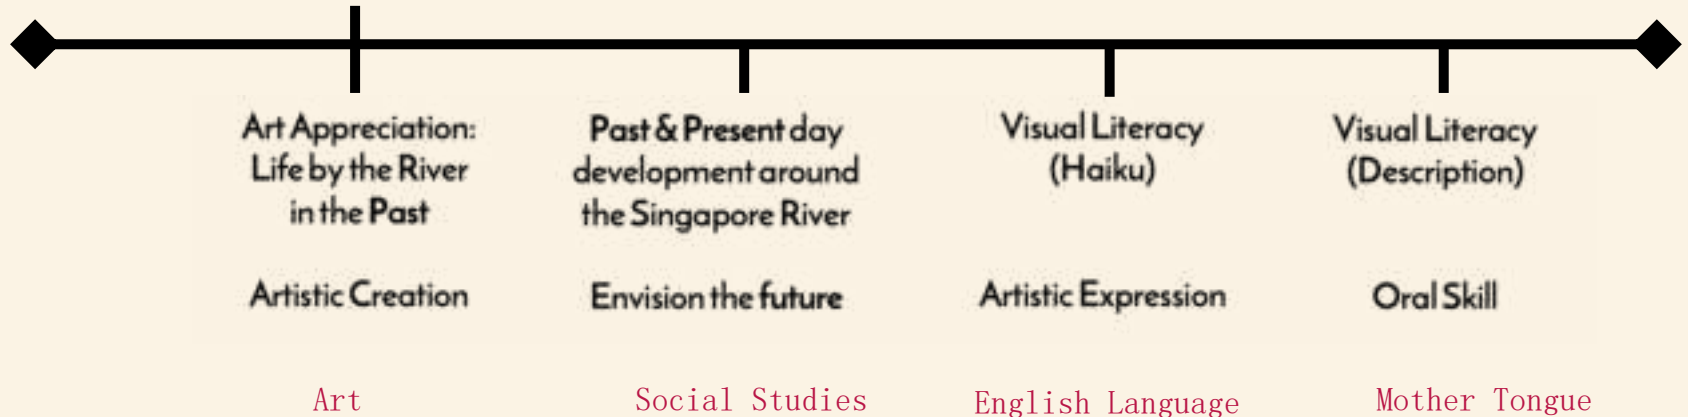 Art Appreciation:
Life by the River
in the Past
Artistic Creation
Art
Past & Present day
development around
the Singapore River
Envision the future
Social Studies
Visual Literacy
(Haiku)
Artistic Expression
English Language
Visual Literacy
(Description)
Oral Skill
Mother Tongue